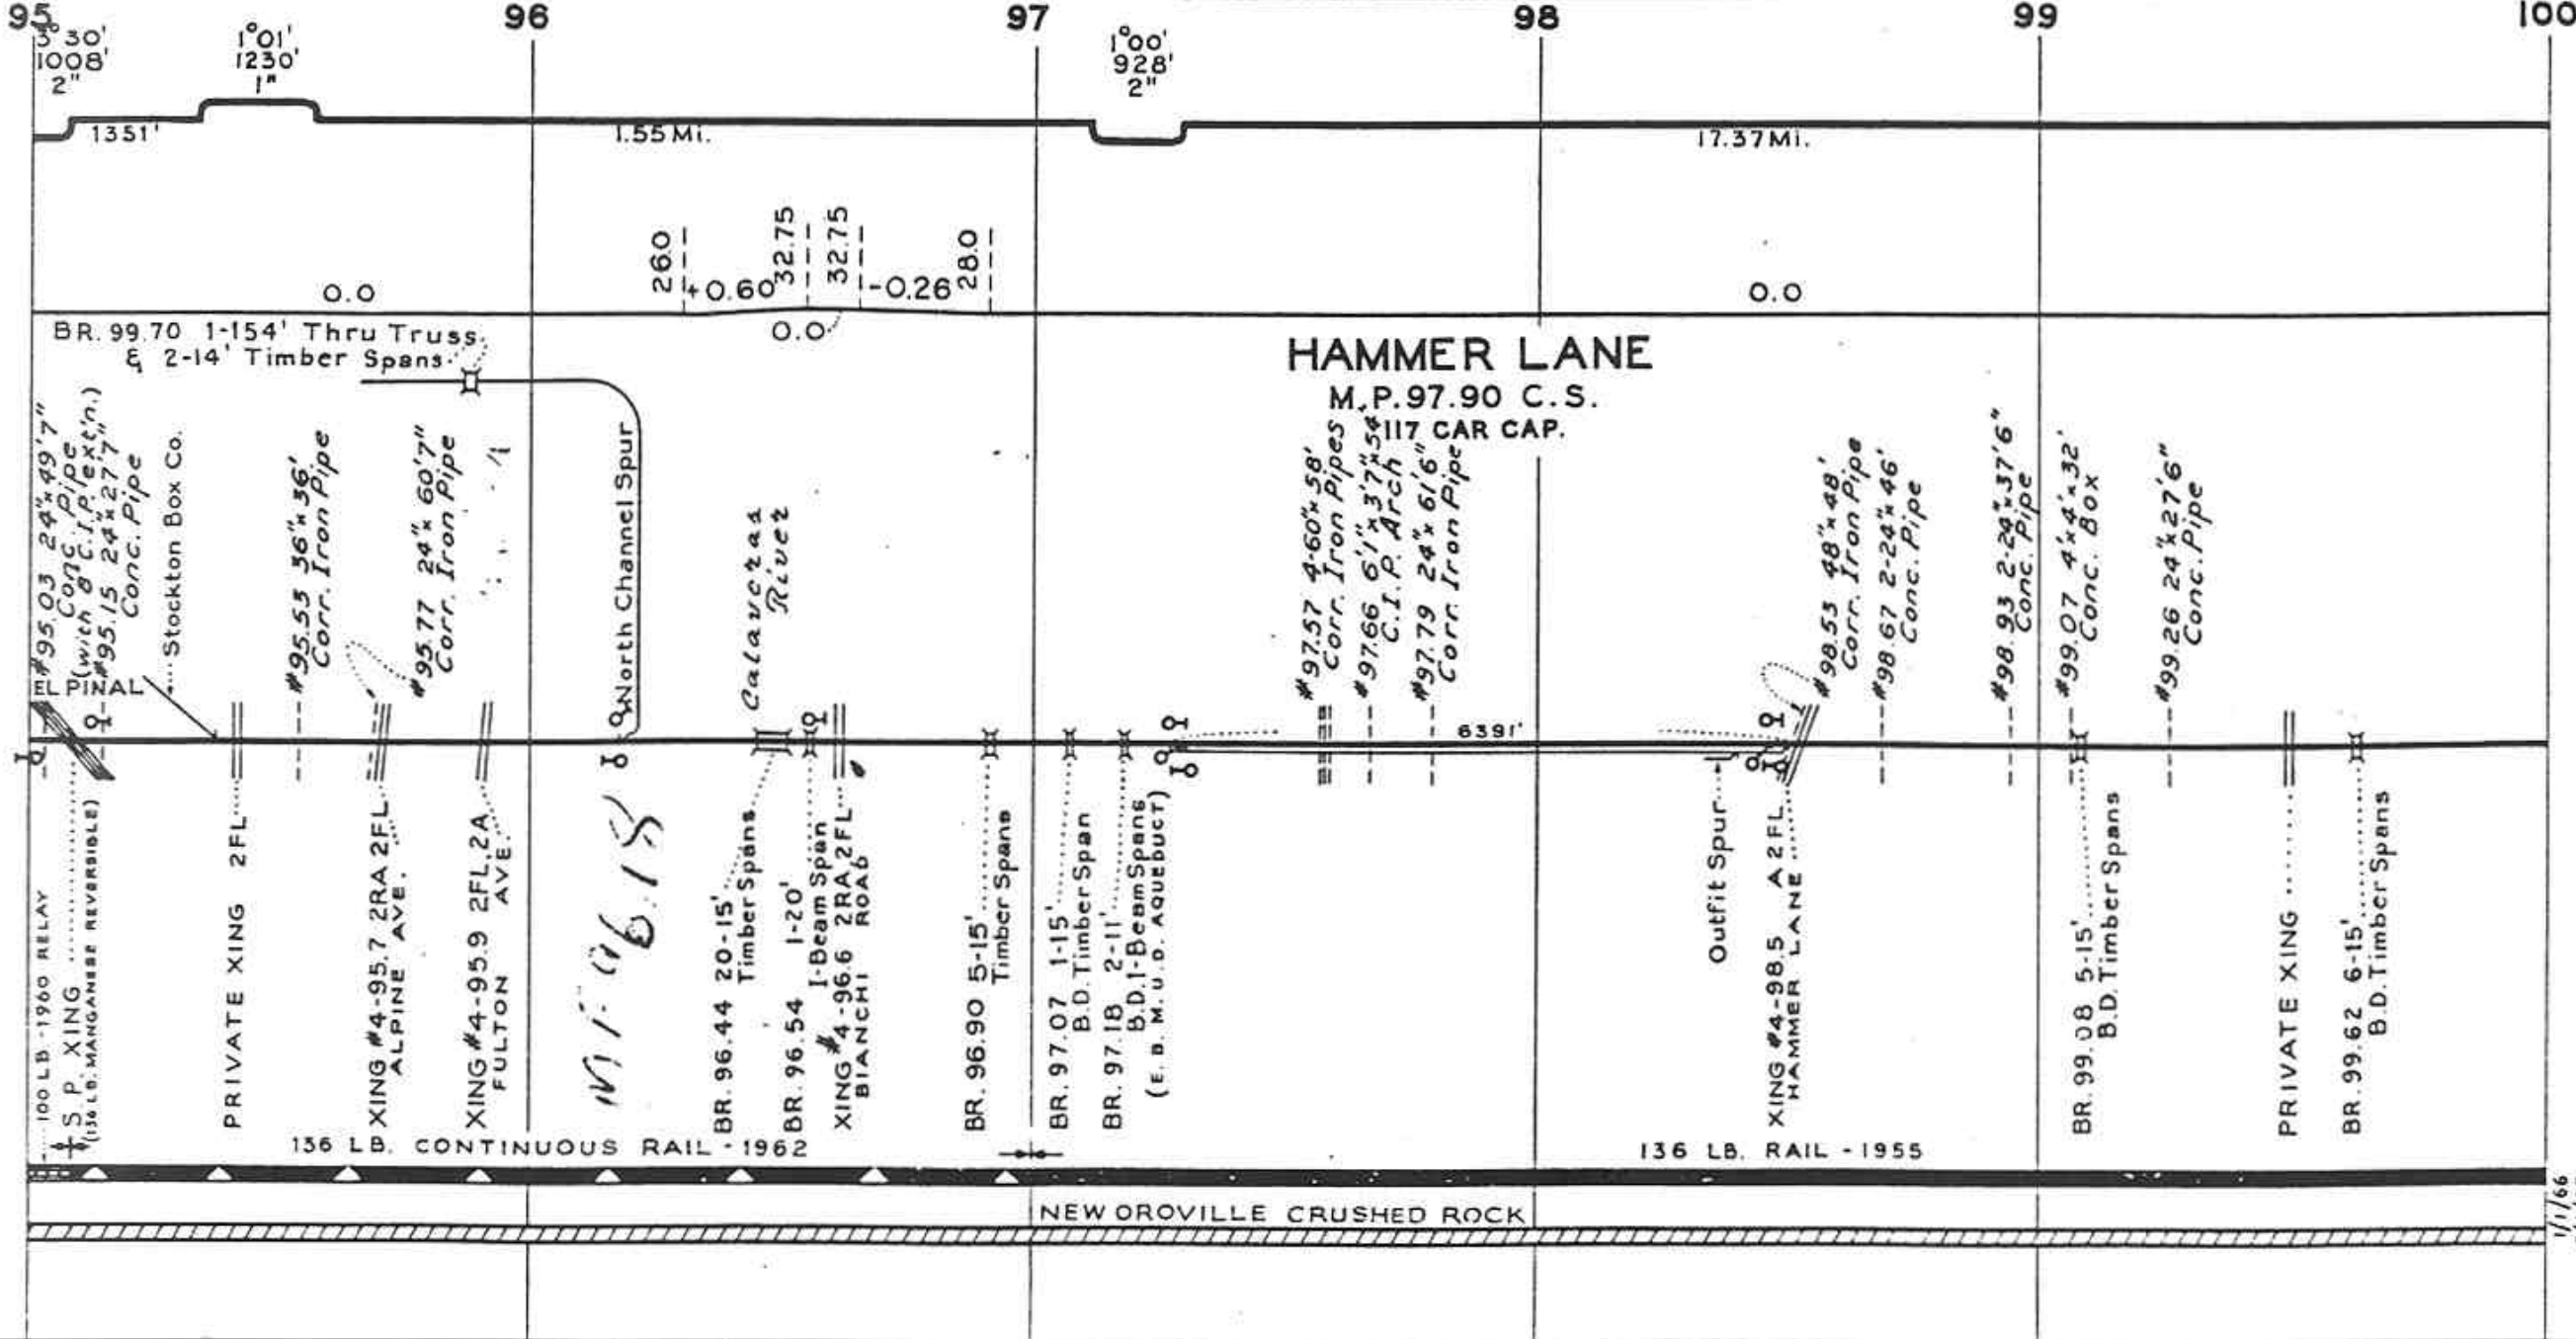 95 96 97 98 99 100
3°30'
1008'
2"
1°01'
1230'
1"
1°00'
928'
2"
1351'
1.55 Mi.
17.37 Mi.
26.0
32.75
32.75
28.0
0.0
+0.60
-0.26
0.0
0.0
BR. 99.70 1-154' Thru Truss
& 2-14' Timber Spans
HAMMER LANE
M.P. 97.90 C.S.
117 CAR CAP.
#95.03 24"x49'7"
Conc. Pipe
(with 8' C.I.P. ext'n.)
#95.15 24"x27'7"
Conc. Pipe
Stockton Box Co.
#95.53 36"x36'
Corr. Iron Pipe
#95.77 24"x60'7"
Corr. Iron Pipe
North Channel Spur
Calaveras
River
#97.57 4-60"x58'
Corr. Iron Pipes
#97.66 6'1"x3'7"x54'
C.I.P. Arch
#97.79 24"x61'6"
Corr. Iron Pipe
#98.53 48"x48'
Corr. Iron Pipe
#98.67 2-24"x46'
Conc. Pipe
#98.93 2-24"x37'6"
Conc. Pipe
#99.07 4'x4'x32'
Conc. Box
#99.26 24"x27'6"
Conc. Pipe
EL PINAL
6391'
100 LB - 1960 RELAY
S. P. XING
(136 LB. MANGANESE REVERSIBLE)
PRIVATE XING 2FL
XING #4-95.7 2RA, 2FL
ALPINE AVE.
XING #4-95.9 2FL, 2A
FULTON AVE.
M.P. 96.18
BR. 96.44 20-15'
Timber Spans
BR. 96.54 1-20'
I-Beam Span
XING #4-96.6 2RA, 2FL
BIANCHI ROAD
BR. 96.90 5-15'
Timber Spans
BR. 97.07 1-15'
B.D. Timber Span
BR. 97.18 2-11'
B.D. I-Beam Spans
(E. B. M. U. D. AQUEDUCT)
Outfit Spur
XING #4-98.5 A 2FL
HAMMER LANE
BR. 99.08 5-15'
B.D. Timber Spans
PRIVATE XING
BR. 99.62 6-15'
B.D. Timber Spans
136 LB. CONTINUOUS RAIL - 1962
136 LB. RAIL - 1955
NEW OROVILLE CRUSHED ROCK
1/1/66